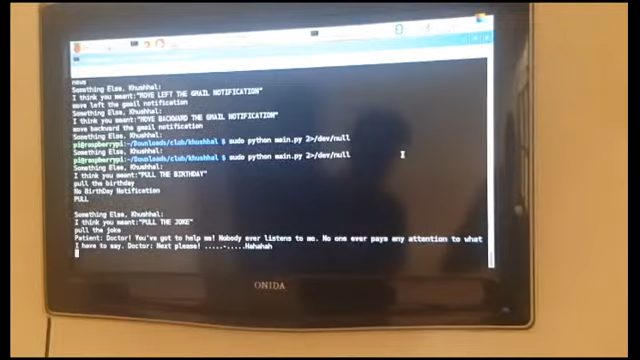 news
Something Else, Khushhal:
I think you meant:"MOVE LEFT THE GMAIL NOTIFICATION"
move left the gmail notification
Something Else, Khushhal:
I think you meant:"MOVE BACKWARD THE GMAIL NOTIFICATION"
move backward the gmail notification
Something Else, Khushhal:
pi@raspberrypi:~/Downloads/club/khushhal $ sudo python main.py 2>/dev/null
Something Else, Khushhal:
pi@raspberrypi:~/Downloads/club/khushhal $ sudo python main.py 2>/dev/null
Something Else, Khushhal:
I think you meant:"PULL THE BIRTHDAY"
pull the birthday
No BirthDay Notification
PULL
Something Else, Khushhal:
I think you meant:"PULL THE JOKE"
pull the joke
Patient: Doctor! You've got to help me! Nobody ever listens to me. No one ever pays any attention to what
I have to say. Doctor: Next please! .....-.....Hahahah
ONIDA